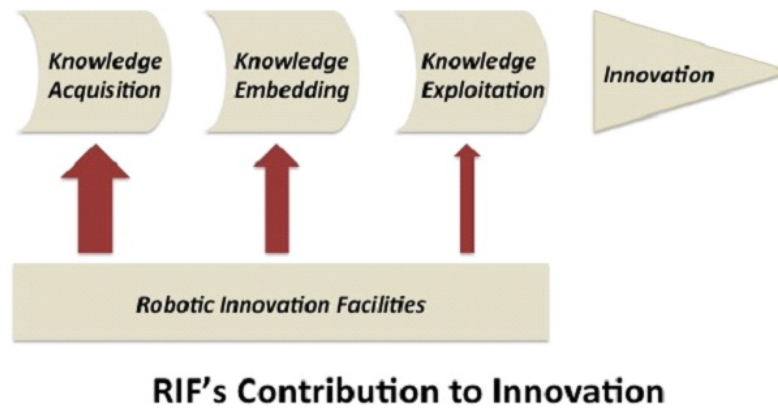 Knowledge
Acquisition
Knowledge
Embedding
Knowledge
Exploitation
Innovation
Robotic Innovation Facilities
RIF's Contribution to Innovation